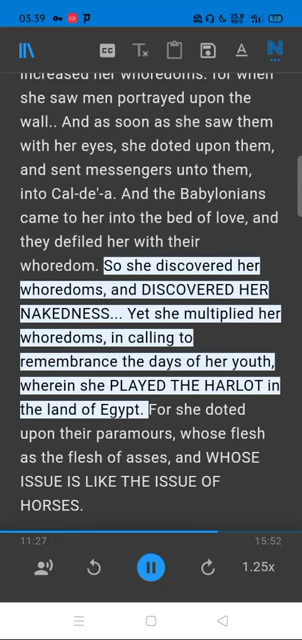 03.39
25.0
KB/S
increased her whoredoms: for when
she saw men portrayed upon the
wall.. And as soon as she saw them
with her eyes, she doted upon them,
and sent messengers unto them,
into Cal-de'-a. And the Babylonians
came to her into the bed of love, and
they defiled her with their
whoredom. So she discovered her
whoredoms, and DISCOVERED HER
NAKEDNESS... Yet she multiplied her
whoredoms, in calling to
remembrance the days of her youth,
wherein she PLAYED THE HARLOT in
the land of Egypt. For she doted
upon their paramours, whose flesh
as the flesh of asses, and WHOSE
ISSUE IS LIKE THE ISSUE OF
HORSES.
11:27 15:52
1.25x